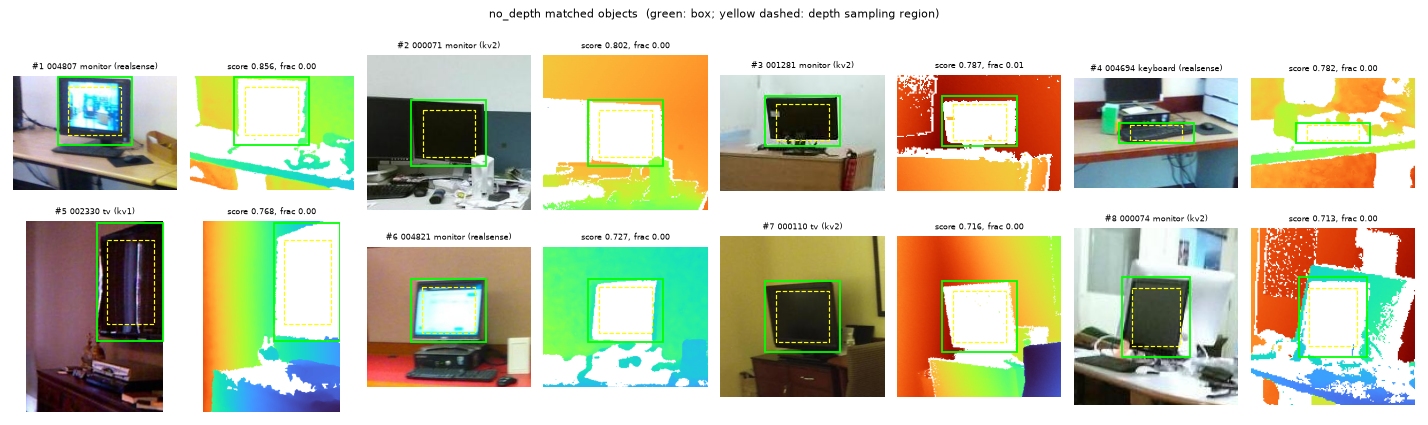 no_depth matched objects  (green: box; yellow dashed: depth sampling region)
#1 004807 monitor (realsense)
score 0.856, frac 0.00
#2 000071 monitor (kv2)
score 0.802, frac 0.00
#3 001281 monitor (kv2)
score 0.787, frac 0.01
#4 004694 keyboard (realsense)
score 0.782, frac 0.00
#5 002330 tv (kv1)
score 0.768, frac 0.00
#6 004821 monitor (realsense)
score 0.727, frac 0.00
#7 000110 tv (kv2)
score 0.716, frac 0.00
#8 000074 monitor (kv2)
score 0.713, frac 0.00